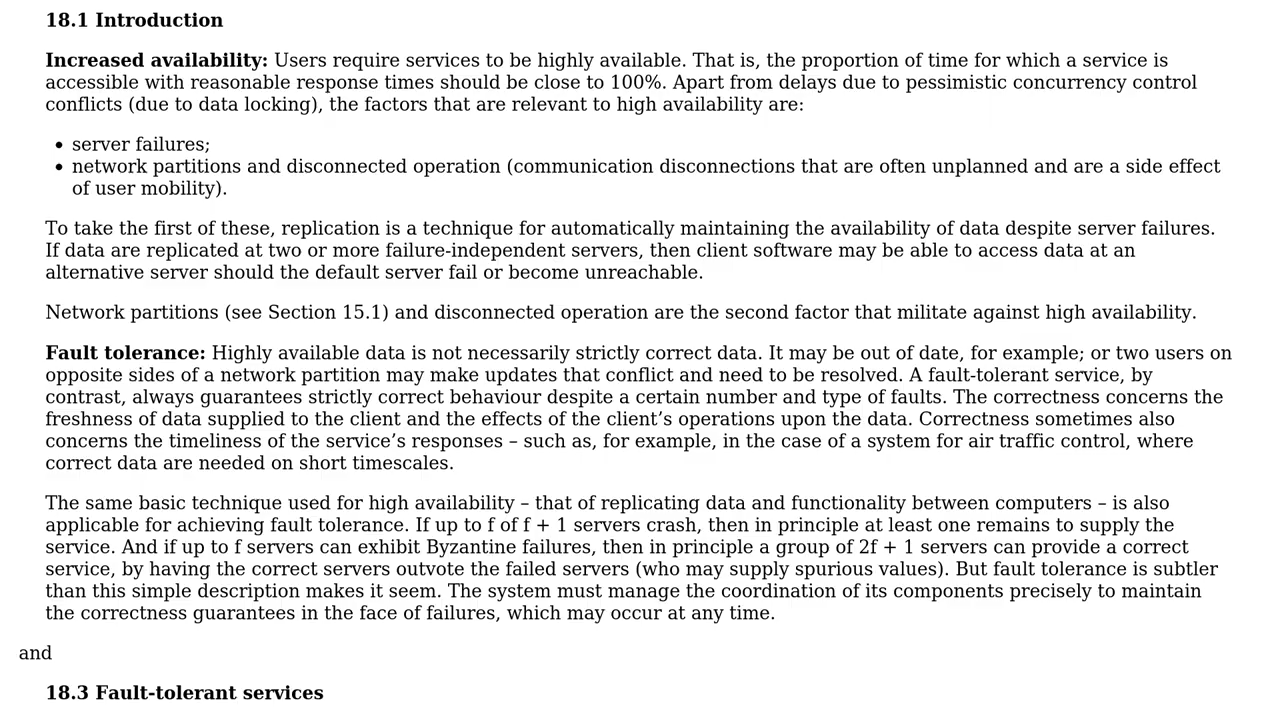 18.1 Introduction
Increased availability: Users require services to be highly available. That is, the proportion of time for which a service is
accessible with reasonable response times should be close to 100%. Apart from delays due to pessimistic concurrency control
conflicts (due to data locking), the factors that are relevant to high availability are:
• server failures;
• network partitions and disconnected operation (communication disconnections that are often unplanned and are a side effect
of user mobility).
To take the first of these, replication is a technique for automatically maintaining the availability of data despite server failures.
If data are replicated at two or more failure-independent servers, then client software may be able to access data at an
alternative server should the default server fail or become unreachable.
Network partitions (see Section 15.1) and disconnected operation are the second factor that militate against high availability.
Fault tolerance: Highly available data is not necessarily strictly correct data. It may be out of date, for example; or two users on
opposite sides of a network partition may make updates that conflict and need to be resolved. A fault-tolerant service, by
contrast, always guarantees strictly correct behaviour despite a certain number and type of faults. The correctness concerns the
freshness of data supplied to the client and the effects of the client’s operations upon the data. Correctness sometimes also
concerns the timeliness of the service’s responses – such as, for example, in the case of a system for air traffic control, where
correct data are needed on short timescales.
The same basic technique used for high availability – that of replicating data and functionality between computers – is also
applicable for achieving fault tolerance. If up to f of f + 1 servers crash, then in principle at least one remains to supply the
service. And if up to f servers can exhibit Byzantine failures, then in principle a group of 2f + 1 servers can provide a correct
service, by having the correct servers outvote the failed servers (who may supply spurious values). But fault tolerance is subtler
than this simple description makes it seem. The system must manage the coordination of its components precisely to maintain
the correctness guarantees in the face of failures, which may occur at any time.
and
18.3 Fault-tolerant services